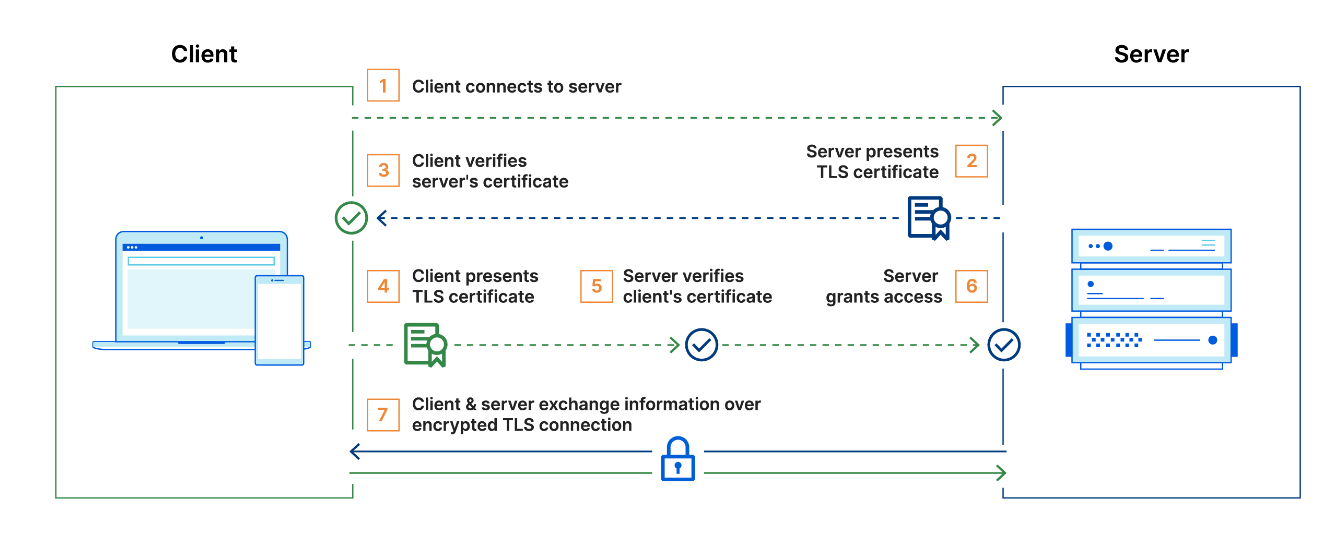 Client
Server
1
Client connects to server
Server presents
TLS certificate
2
3
Client verifies
server's certificate
4
Client presents
TLS certificate
5
Server verifies
client's certificate
Server
grants access
6
7
Client & server exchange information over
encrypted TLS connection